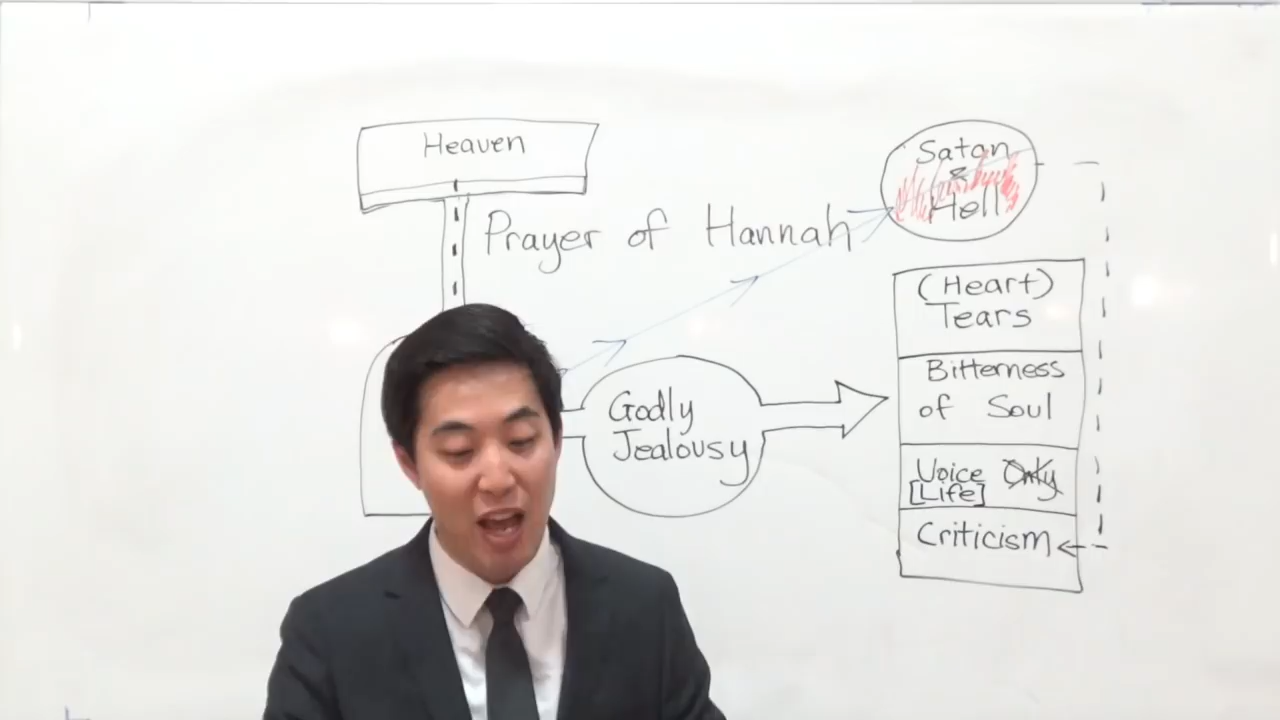 Heaven
Satan
&
Hell
Prayer of Hannah
(Heart)
Tears
Bitterness
of Soul
Godly
Jealousy
Voice Only
[Life]
Criticism